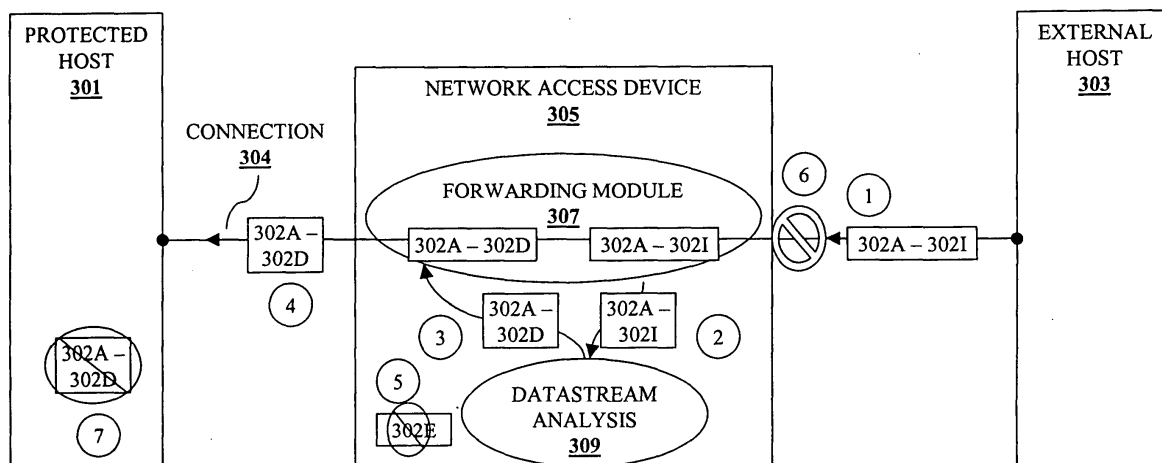 PROTECTED
HOST
301
CONNECTION
304
302A –
302D
4
302A –
302D
7
NETWORK ACCESS DEVICE
305
FORWARDING MODULE
307
302A – 302D
302A – 302I
3
302A –
302D
302A –
302I
2
5
302E
DATASTREAM
ANALYSIS
309
6
1
302A – 302I
EXTERNAL
HOST
303